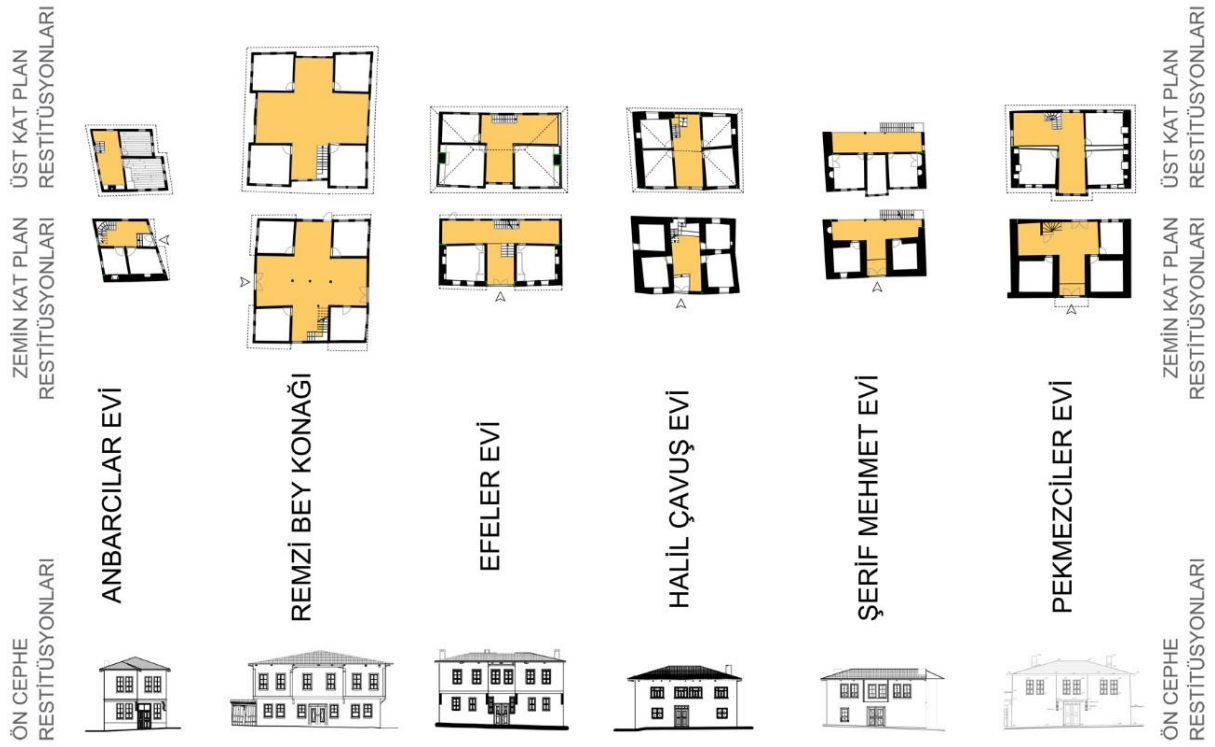 ÜST KAT PLAN
RESTİTÜSYONLARI
ÜST KAT PLAN
RESTİTÜSYONLARI
ZEMİN KAT PLAN
RESTİTÜSYONLARI
ZEMİN KAT PLAN
RESTİTÜSYONLARI
ANBARCILAR EVİ
REMZİ BEY KONAĞI
EFELER EVİ
HALİL ÇAVUŞ EVİ
ŞERİF MEHMET EVİ
PEKMEZCİLER EVİ
ÖN CEPHE
RESTİTÜSYONLARI
ÖN CEPHE
RESTİTÜSYONLARI